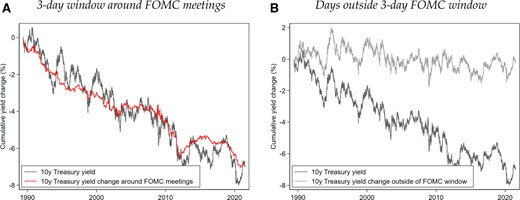 3-day window around FOMC meetings
Days outside 3-day FOMC window
A
Cumulative yield change (%)
0
-2
-4
-6
-8
10y Treasury yield
10y Treasury yield change around FOMC meetings
1990
2000
2010
2020
B
Cumulative yield change (%)
2
0
-2
-4
-6
-8
10y Treasury yield
10y Treasury yield change outside of FOMC window
1990
2000
2010
2020